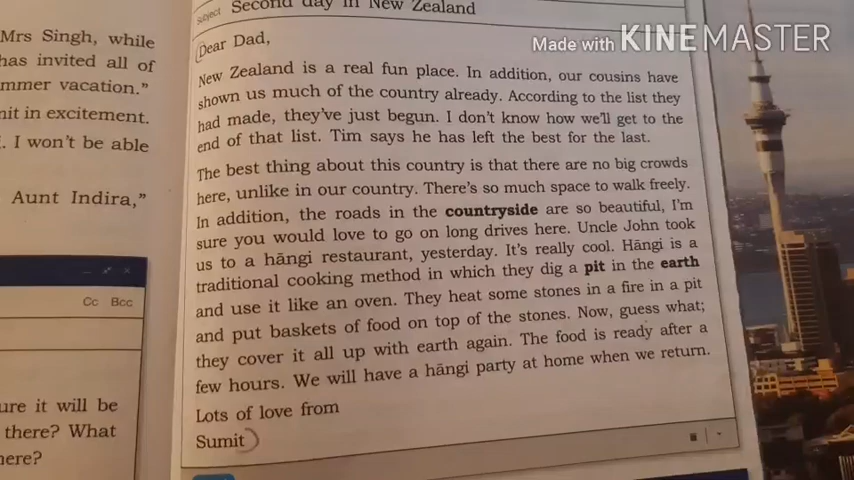 Mrs Singh, while
has invited all of
mmer vacation."
nit in excitement.
. I won't be able
Aunt Indira,"
Cc Bcc
ure it will be
there? What
here?
Subject Second day in New Zealand
Dear Dad,
New Zealand is a real fun place. In addition, our cousins have
shown us much of the country already. According to the list they
had made, they've just begun. I don't know how we'll get to the
end of that list. Tim says he has left the best for the last.
The best thing about this country is that there are no big crowds
here, unlike in our country. There's so much space to walk freely.
In addition, the roads in the countryside are so beautiful, I'm
sure you would love to go on long drives here. Uncle John took
us to a hāngi restaurant, yesterday. It's really cool. Hāngi is a
traditional cooking method in which they dig a pit in the earth
and use it like an oven. They heat some stones in a fire in a pit
and put baskets of food on top of the stones. Now, guess what;
they cover it all up with earth again. The food is ready after a
few hours. We will have a hāngi party at home when we return.
Lots of love from
Sumit
Made with KINEMASTER